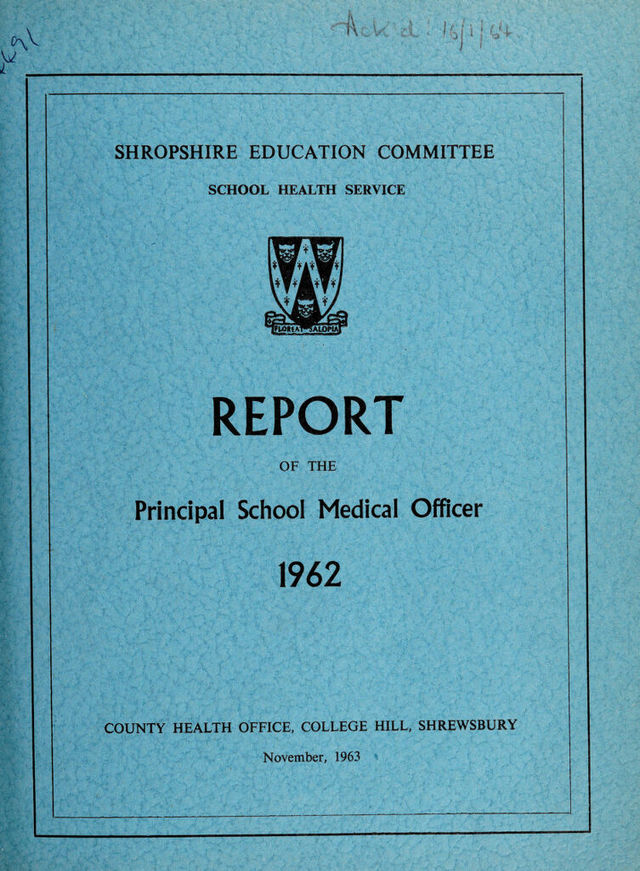 Ack'd: 16/1/64.
SHROPSHIRE EDUCATION COMMITTEE
SCHOOL HEALTH SERVICE
FLOREAT SALOPIA
REPORT
OF THE
Principal School Medical Officer
1962
COUNTY HEALTH OFFICE, COLLEGE HILL, SHREWSBURY
November, 1963